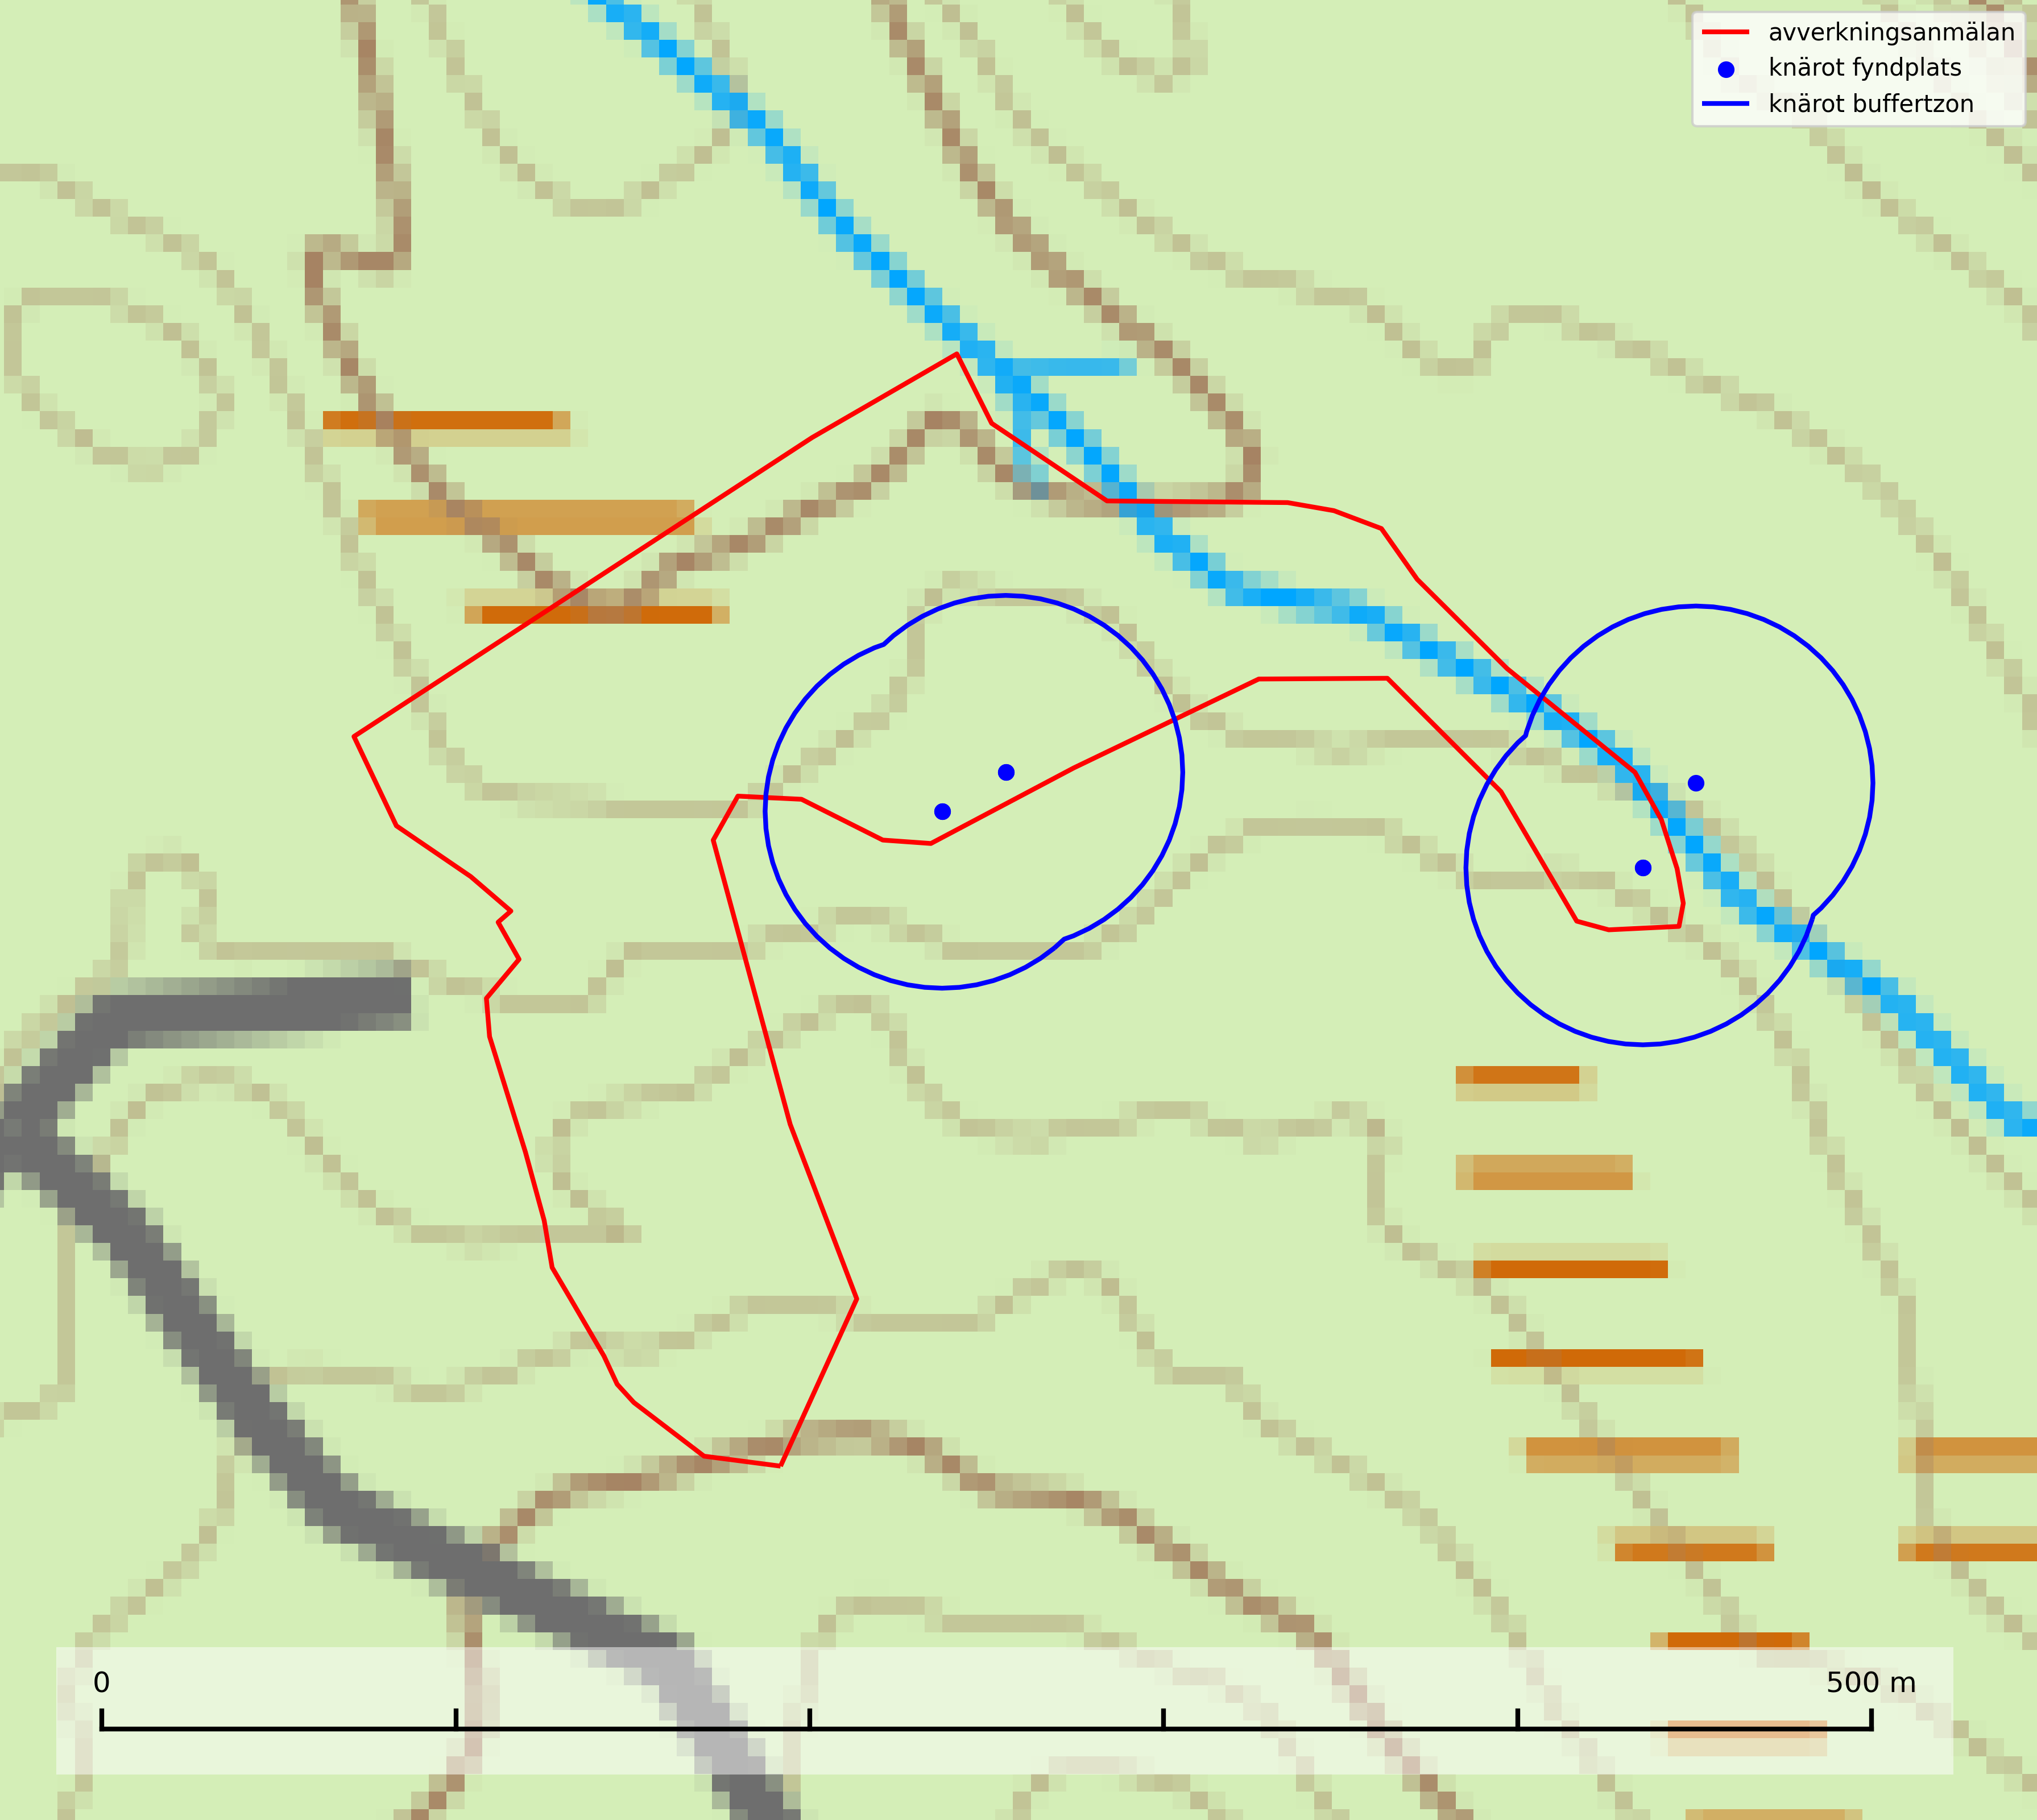 avverkningsanmälan
knärot fyndplats
knärot buffertzon
0
500 m